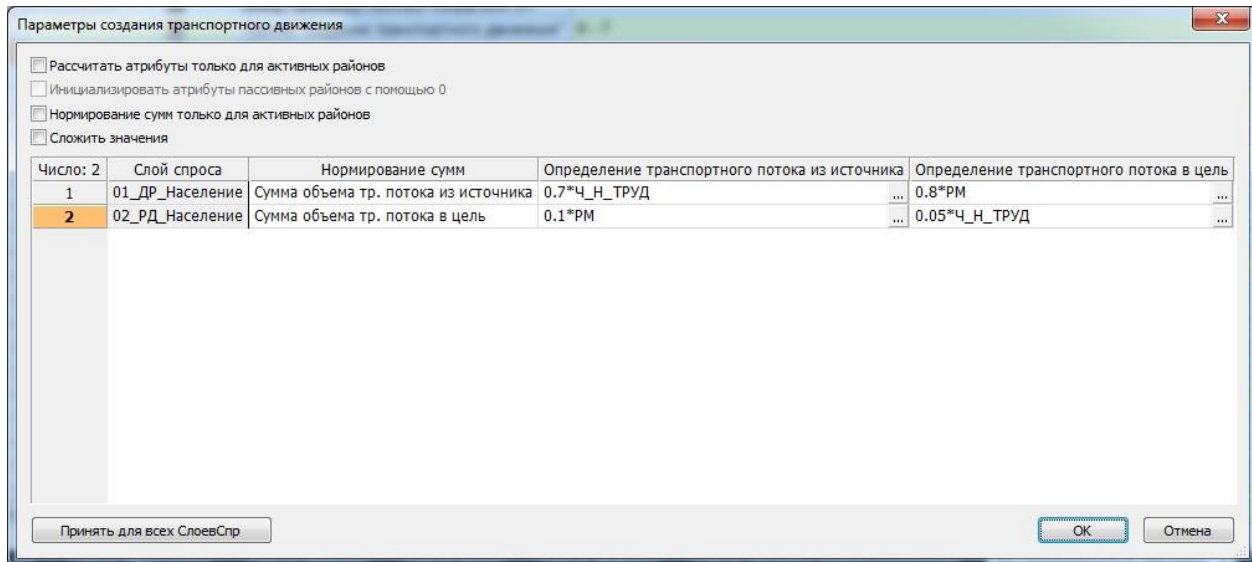 Параметры создания транспортного движения
Рассчитать атрибуты только для активных районов
Инициализировать атрибуты пассивных районов с помощью 0
Нормирование сумм только для активных районов
Сложить значения
Число: 2 Слой спроса Нормирование сумм Определение транспортного потока из источника Определение транспортного потока в цель
1 01_ДР_Население Сумма объема тр. потока из источника 0.7*Ч_Н_ТРУД ... 0.8*РМ ...
2 02_РД_Население Сумма объема тр. потока в цель 0.1*РМ ... 0.05*Ч_Н_ТРУД ...
Принять для всех СлоевСпр OK Отмена